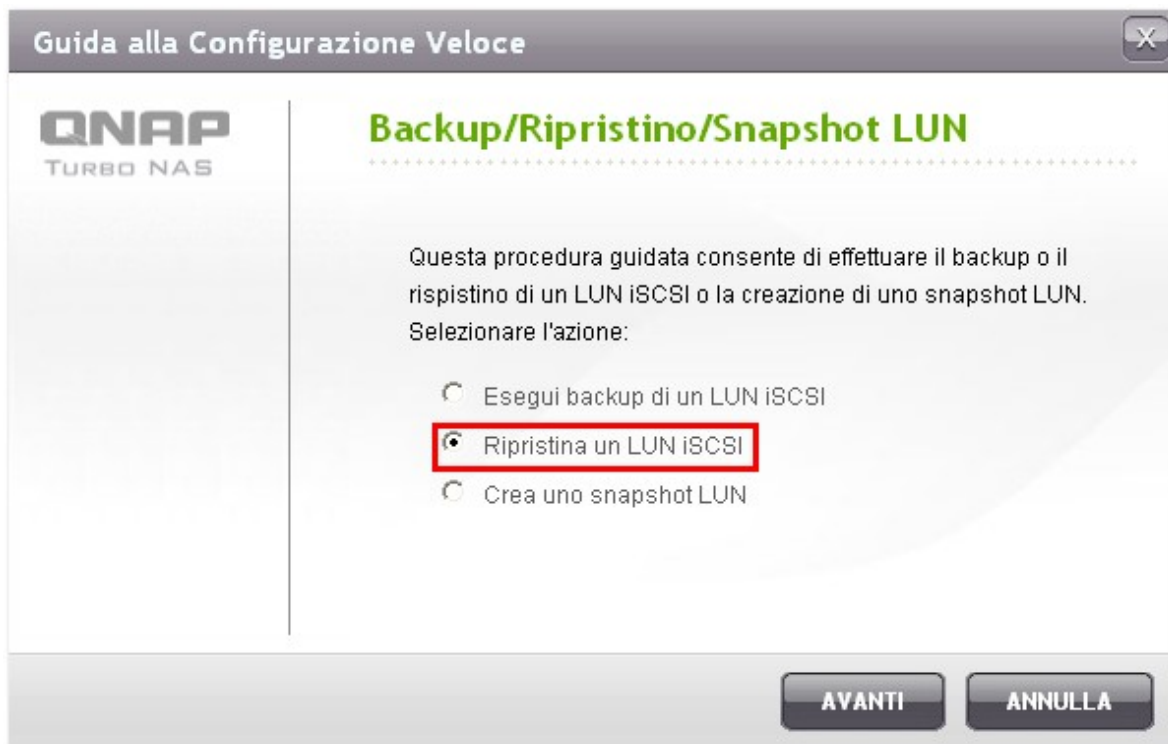 Guida alla Configurazione Veloce
X
QNAP
TURBO NAS
Backup/Ripristino/Snapshot LUN
Questa procedura guidata consente di effettuare il backup o il
rispistino di un LUN iSCSI o la creazione di uno snapshot LUN.
Selezionare l'azione:
Esegui backup di un LUN iSCSI
Ripristina un LUN iSCSI
Crea uno snapshot LUN
AVANTI
ANNULLA